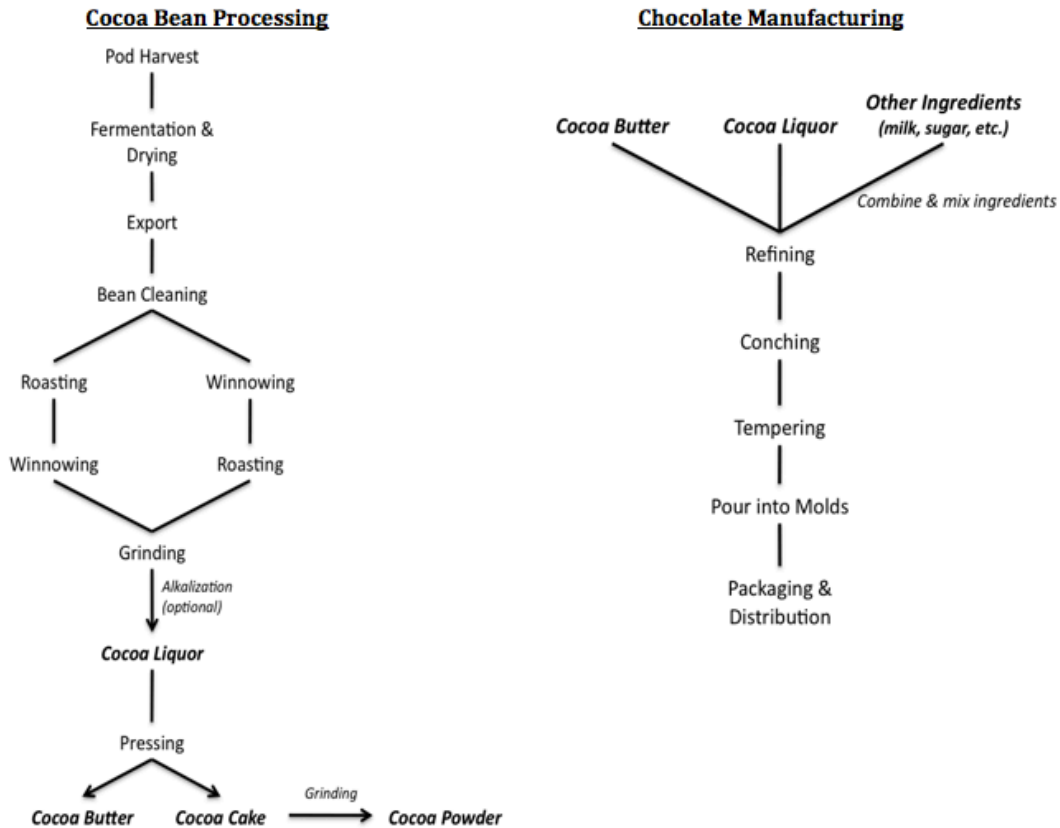 Cocoa Bean Processing
Pod Harvest
Fermentation &
Drying
Export
Bean Cleaning
Roasting
Winnowing
Winnowing
Roasting
Grinding
Alkalization
(optional)
Cocoa Liquor
Pressing
Cocoa Butter
Cocoa Cake
Grinding
Cocoa Powder
Chocolate Manufacturing
Cocoa Butter
Cocoa Liquor
Other Ingredients
(milk, sugar, etc.)
Combine & mix ingredients
Refining
Conching
Tempering
Pour into Molds
Packaging &
Distribution